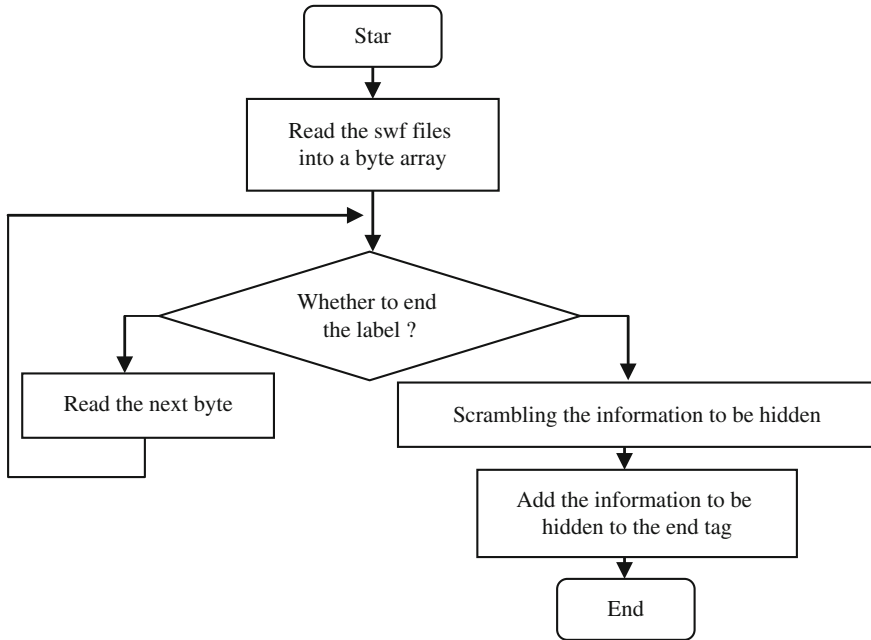 Star
Read the swf files
into a byte array
Whether to end
the label ?
Read the next byte
Scrambling the information to be hidden
Add the information to be
hidden to the end tag
End